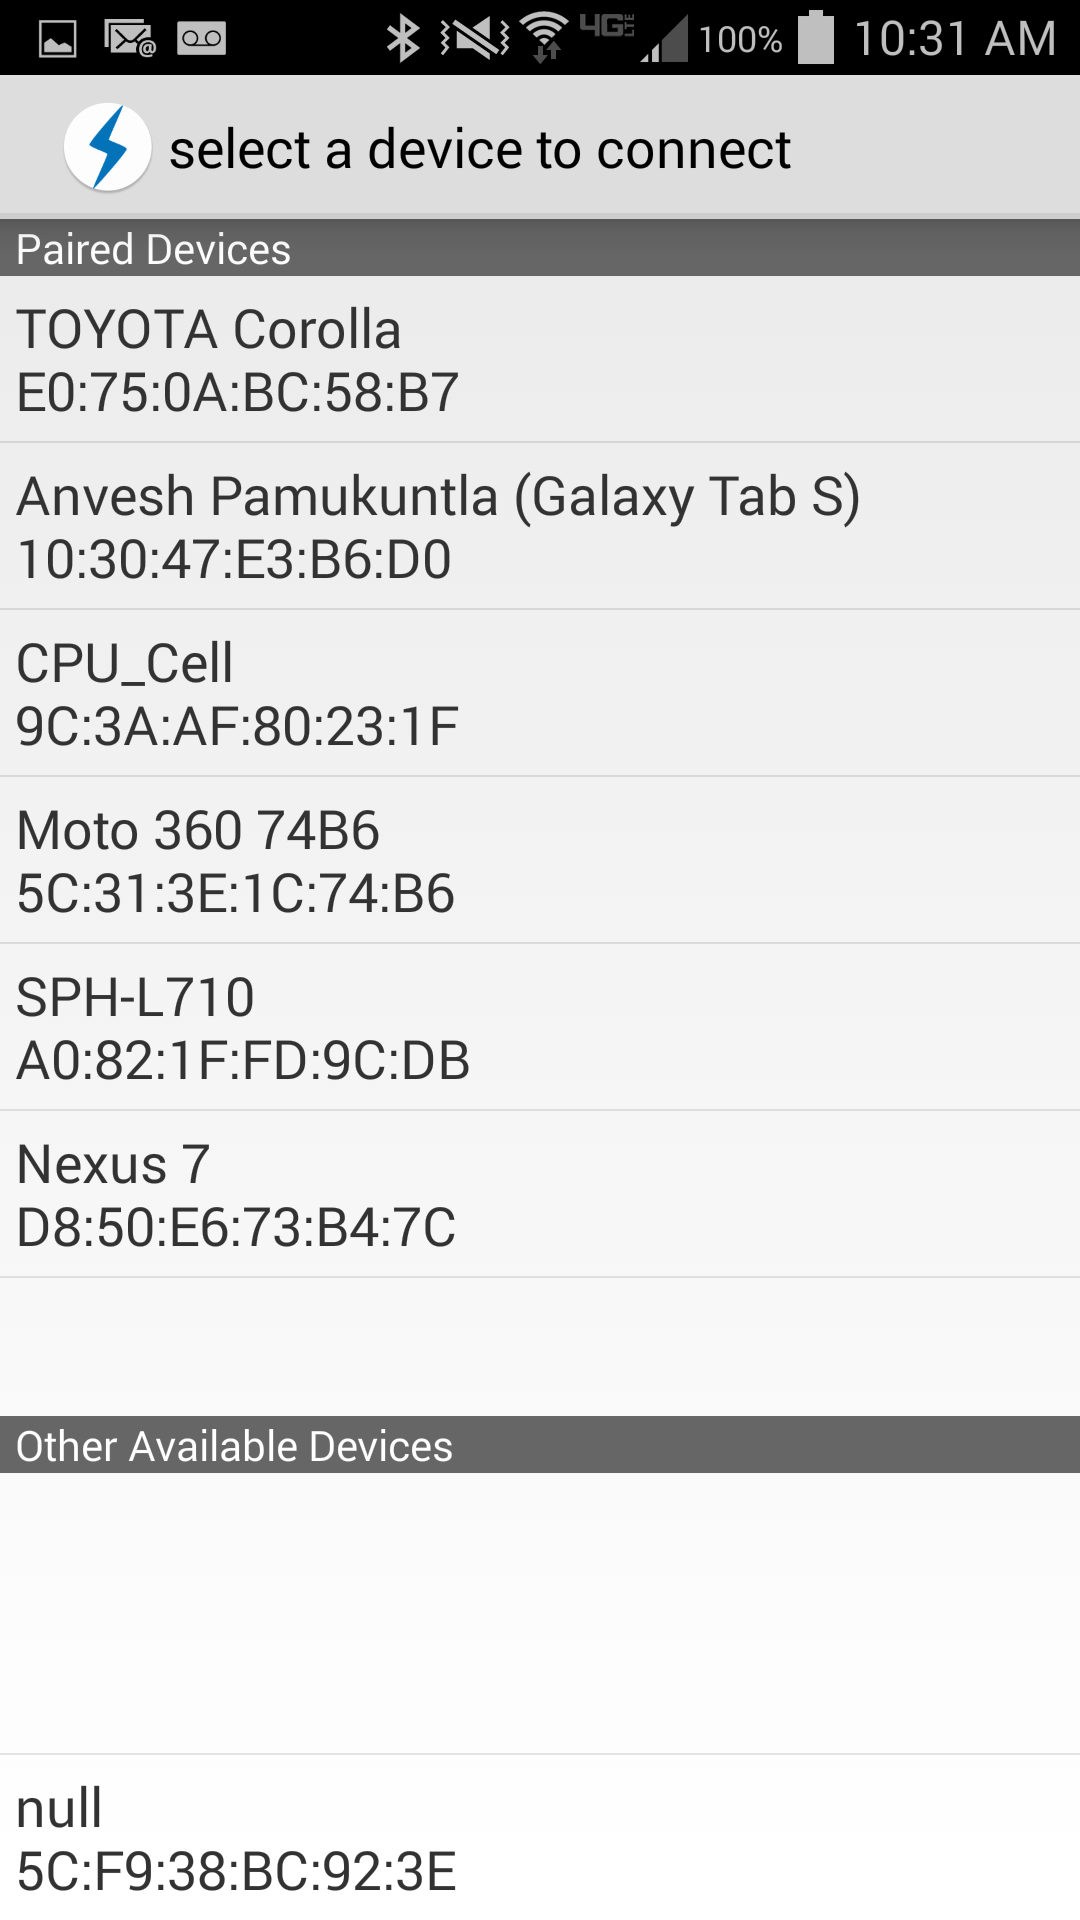 4G LTE 100% 10:31 AM
select a device to connect
Paired Devices
TOYOTA Corolla
E0:75:0A:BC:58:B7
Anvesh Pamukuntla (Galaxy Tab S)
10:30:47:E3:B6:D0
CPU_Cell
9C:3A:AF:80:23:1F
Moto 360 74B6
5C:31:3E:1C:74:B6
SPH-L710
A0:82:1F:FD:9C:DB
Nexus 7
D8:50:E6:73:B4:7C
Other Available Devices
null
5C:F9:38:BC:92:3E